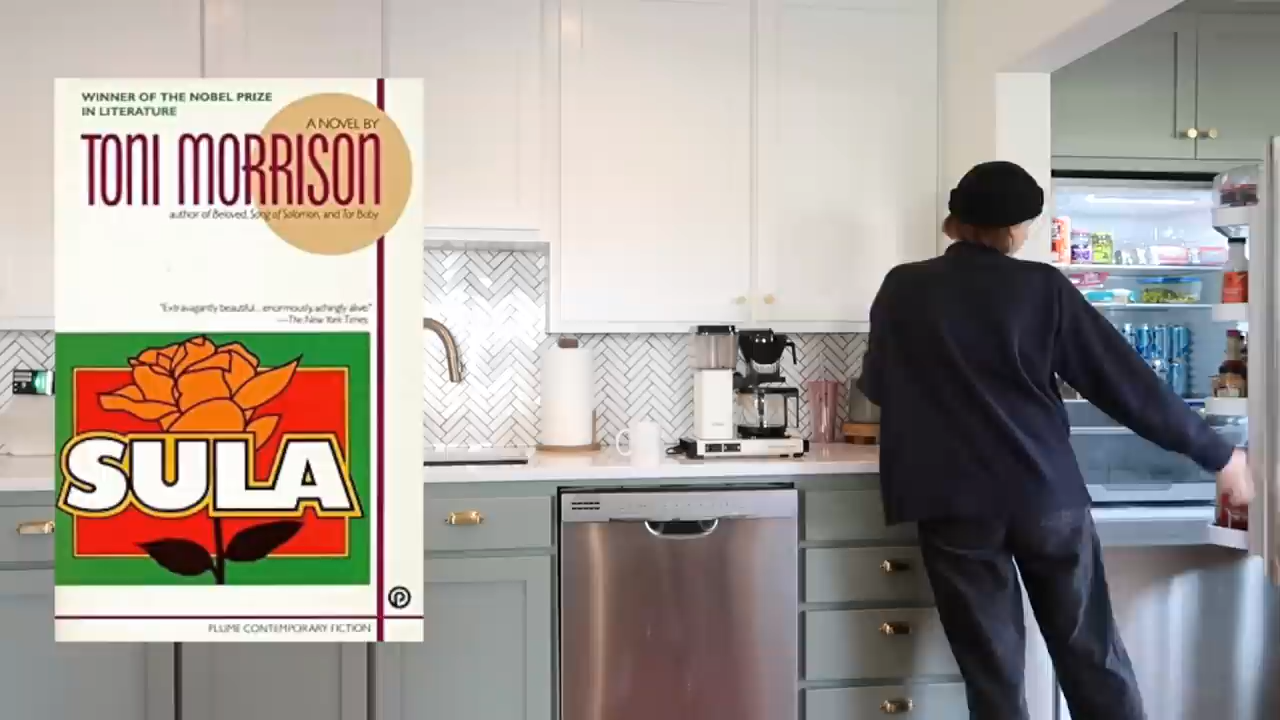 WINNER OF THE NOBEL PRIZE
IN LITERATURE
A NOVEL BY
TONI MORRISON
author of Beloved, Song of Solomon, and Tar Baby
"Extravagantly beautiful... enormously, achingly alive."
—The New York Times
SULA
PLUME CONTEMPORARY FICTION